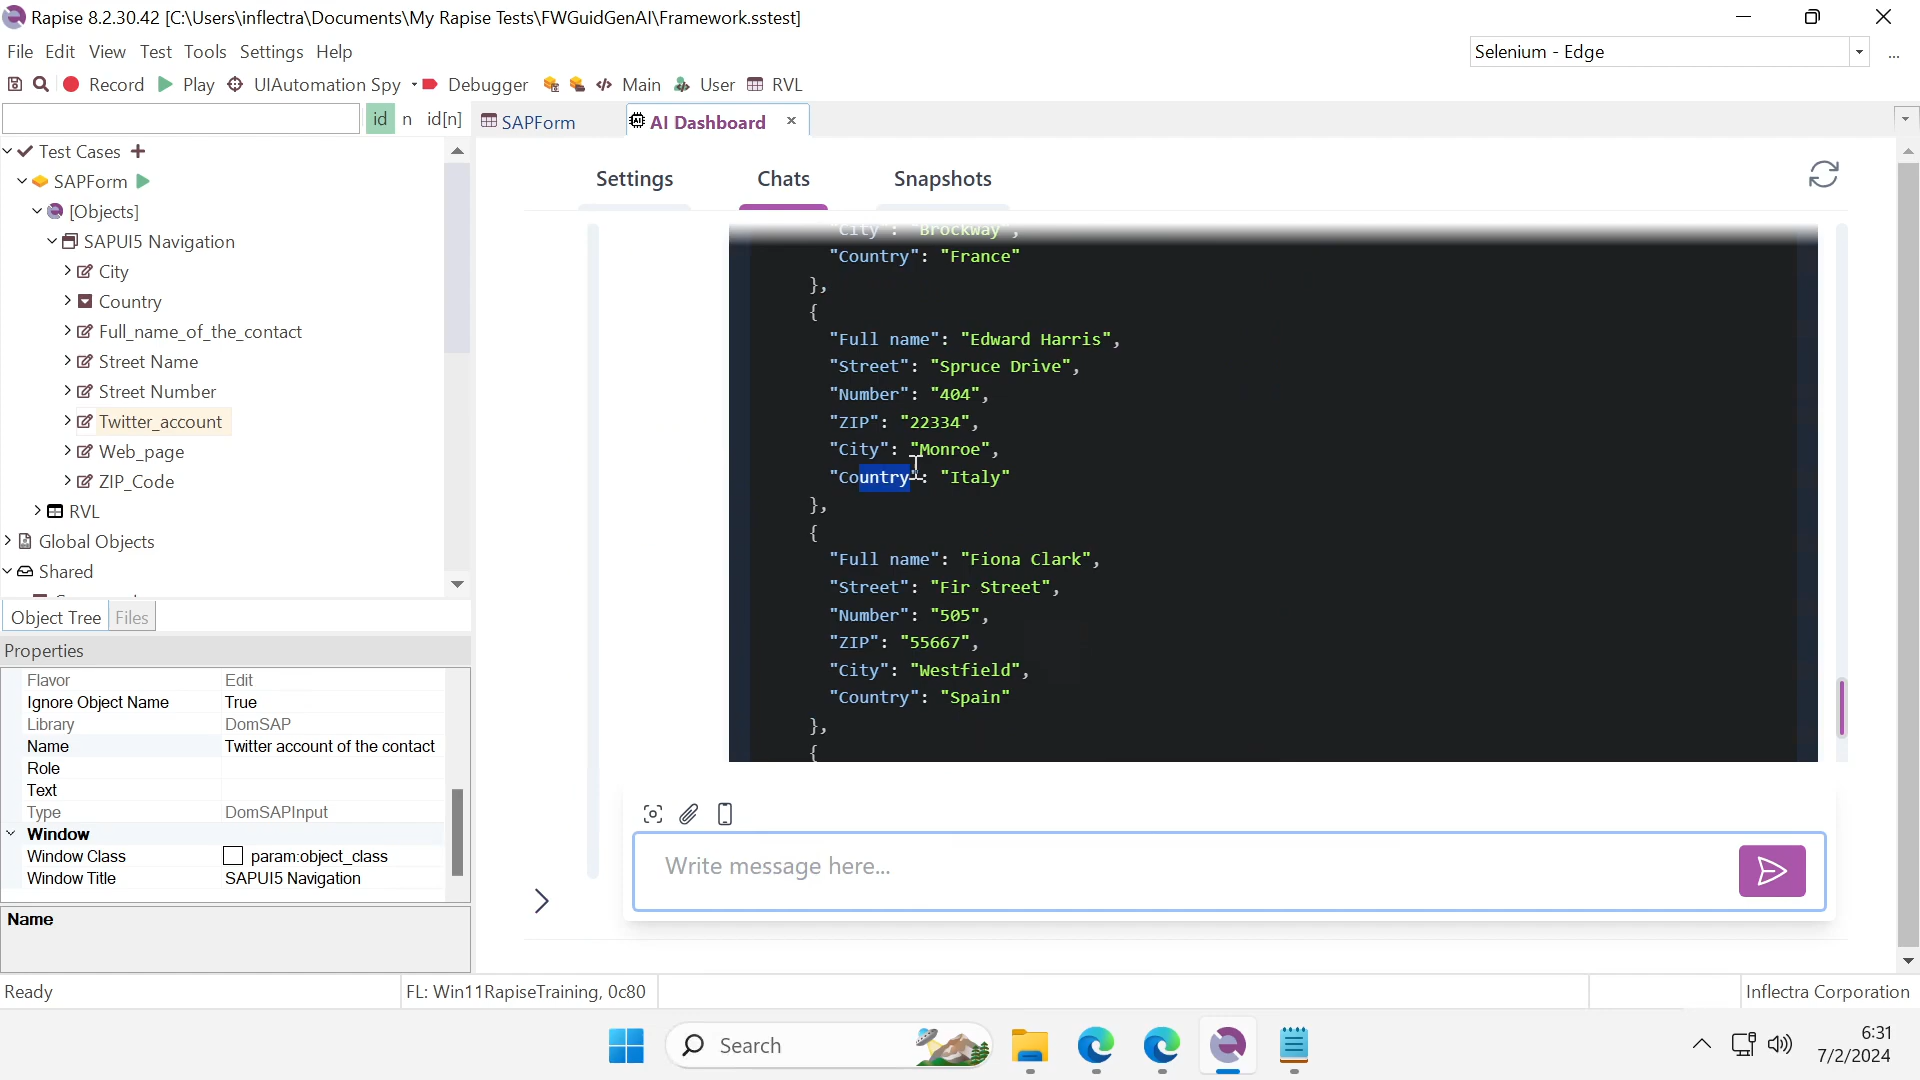 Rapise 8.2.30.42 [C:\Users\inflectra\Documents\My Rapise Tests\FWGuidGenAI\Framework.sstest]
File Edit View Test Tools Settings Help
Selenium - Edge
...
Record Play UIAutomation Spy Debugger Main User RVL
id n id[n]
SAPForm
AI Dashboard
Test Cases
SAPForm
[Objects]
SAPUI5 Navigation
City
Country
Full_name_of_the_contact
Street Name
Street Number
Twitter_account
Web_page
ZIP_Code
RVL
Global Objects
Shared
Object Tree Files
Properties
Flavor Edit
Ignore Object Name True
Library DomSAP
Name Twitter account of the contact
Role
Text
Type DomSAPInput
Window
Window Class param:object_class
Window Title SAPUI5 Navigation
Name
Settings Chats Snapshots
"City": "Brockway",
"Country": "France"
},
{
"Full name": "Edward Harris",
"Street": "Spruce Drive",
"Number": "404",
"ZIP": "22334",
"City": "Monroe",
"Country": "Italy"
},
{
"Full name": "Fiona Clark",
"Street": "Fir Street",
"Number": "505",
"ZIP": "55667",
"City": "Westfield",
"Country": "Spain"
},
{
Write message here...
Ready
FL: Win11RapiseTraining, 0c80
Inflectra Corporation
Search
6:31
7/2/2024